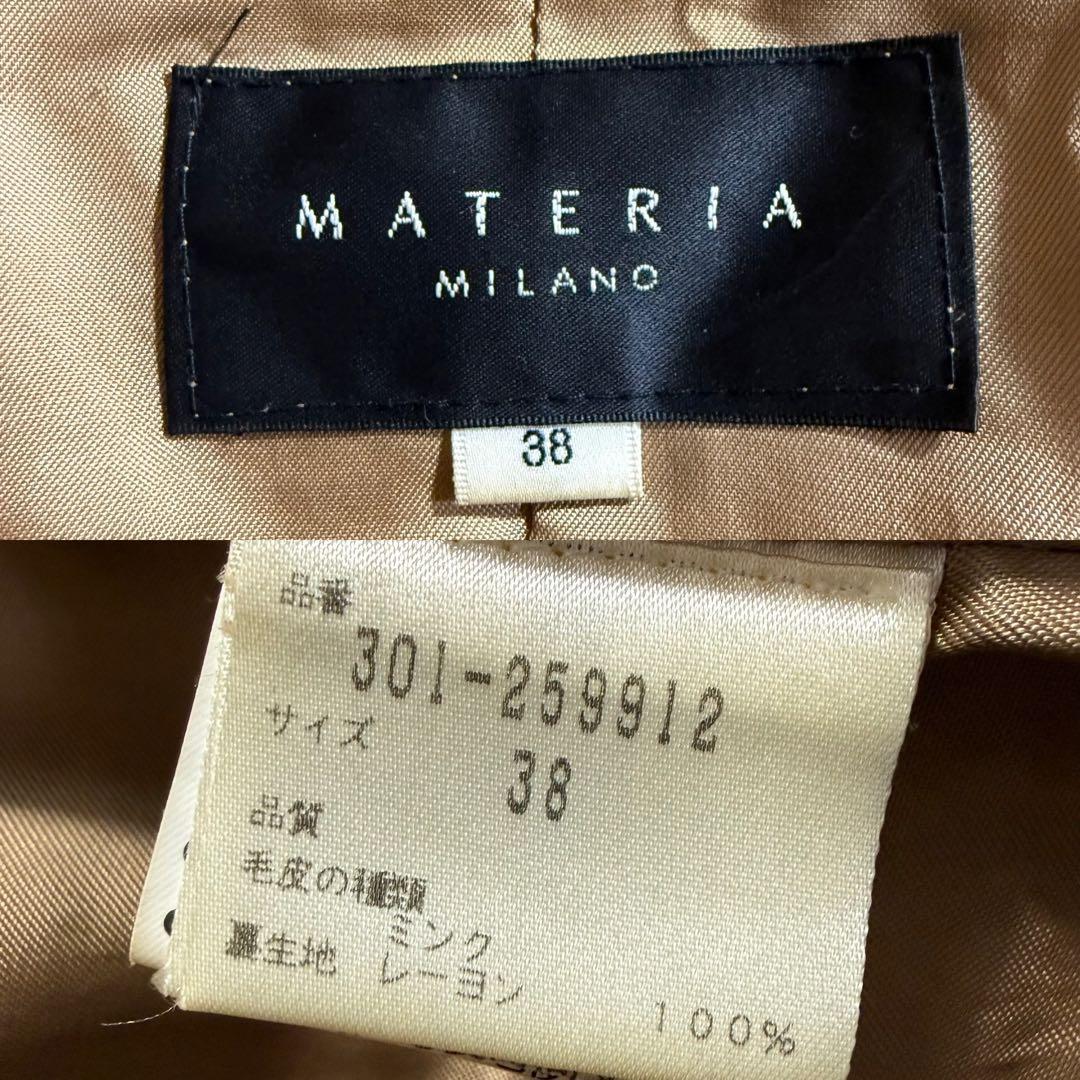 MATERIA
MILANO
38
品番
301-259912
サイズ
38
品質
毛皮の種類
ミンク
裏生地 レーヨン
100%